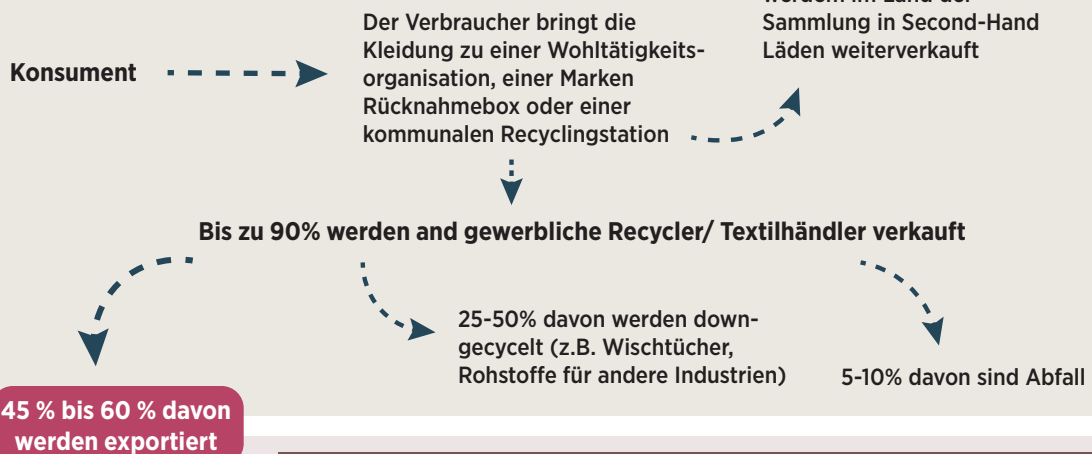 Konsument
Der Verbraucher bringt die
Kleidung zu einer Wohltätigkeits-
organisation, einer Marken
Rücknahmebox oder einer
kommunalen Recyclingstation
Sammlung in Second-Hand
Läden weiterverkauft
Bis zu 90% werden and gewerbliche Recycler/ Textilhändler verkauft
25-50% davon werden down-
gecycelt (z.B. Wischtücher,
Rohstoffe für andere Industrien)
5-10% davon sind Abfall
45 % bis 60 % davon
werden exportiert